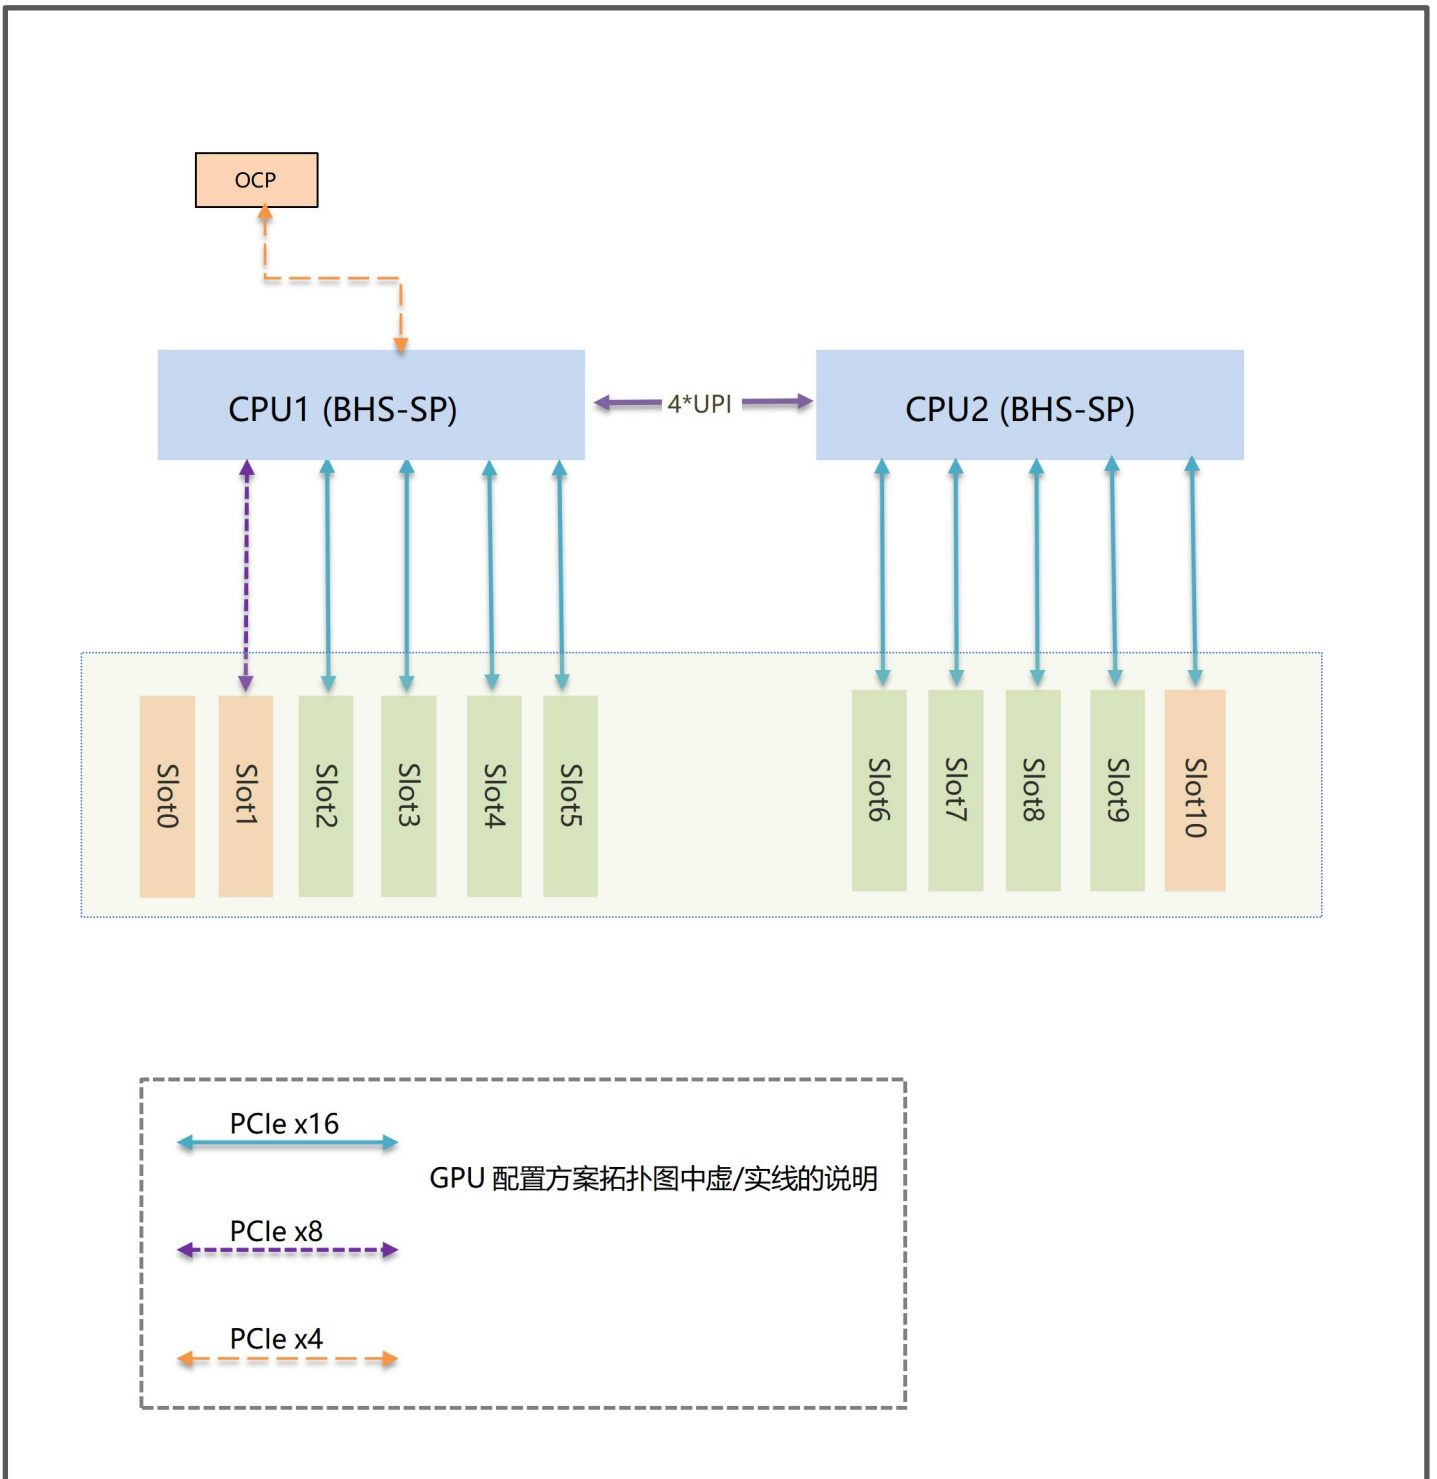 OCP
CPU1 (BHS-SP)
4*UPI
CPU2 (BHS-SP)
Slot0
Slot1
Slot2
Slot3
Slot4
Slot5
Slot6
Slot7
Slot8
Slot9
Slot10
PCIe x16
GPU 配置方案拓扑图中虚/实线的说明
PCIe x8
PCIe x4